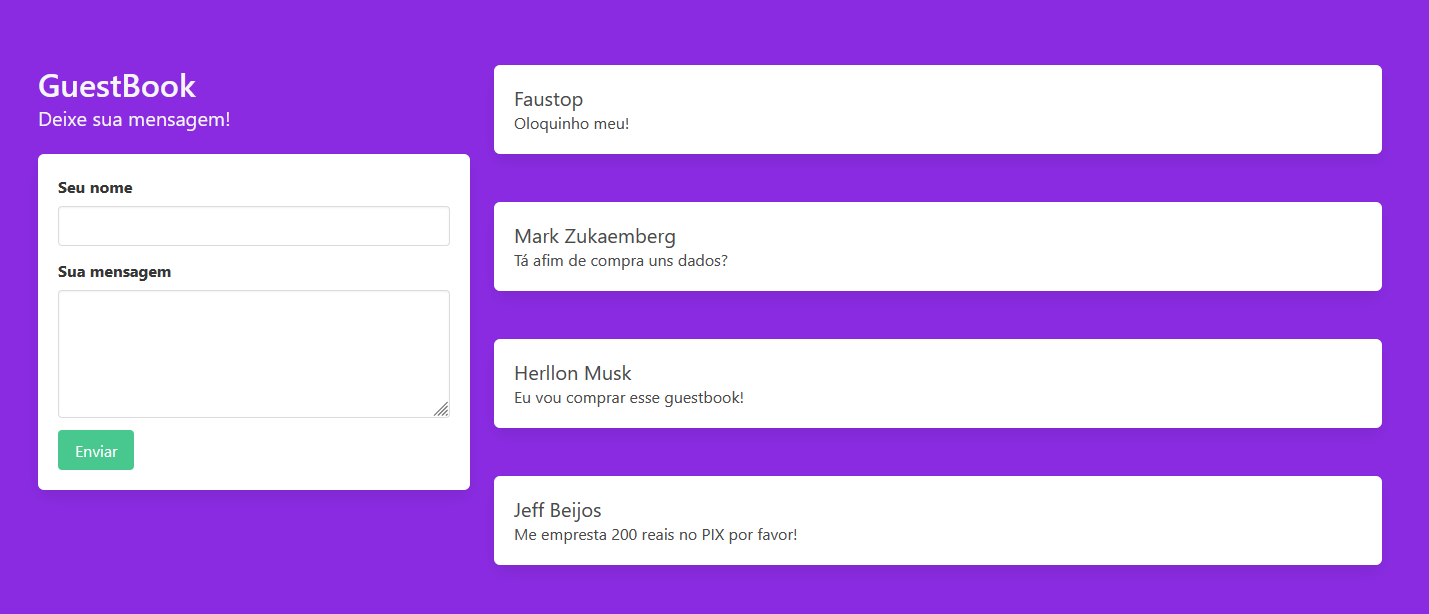 GuestBook
Deixe sua mensagem!
Seu nome
Sua mensagem
Enviar
Faustop
Oloquinho meu!
Mark Zukaemberg
Tá afim de compra uns dados?
Herllon Musk
Eu vou comprar esse guestbook!
Jeff Beijos
Me empresta 200 reais no PIX por favor!